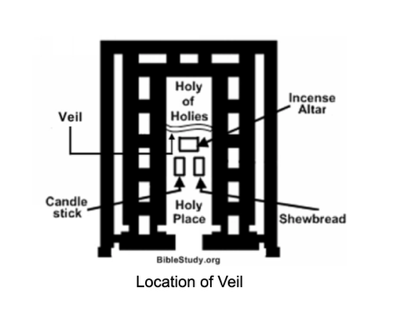 Holy
of
Holies
Veil
Incense
Altar
Candle
stick
Holy
Place
Shewbread
BibleStudy.org
Location of Veil